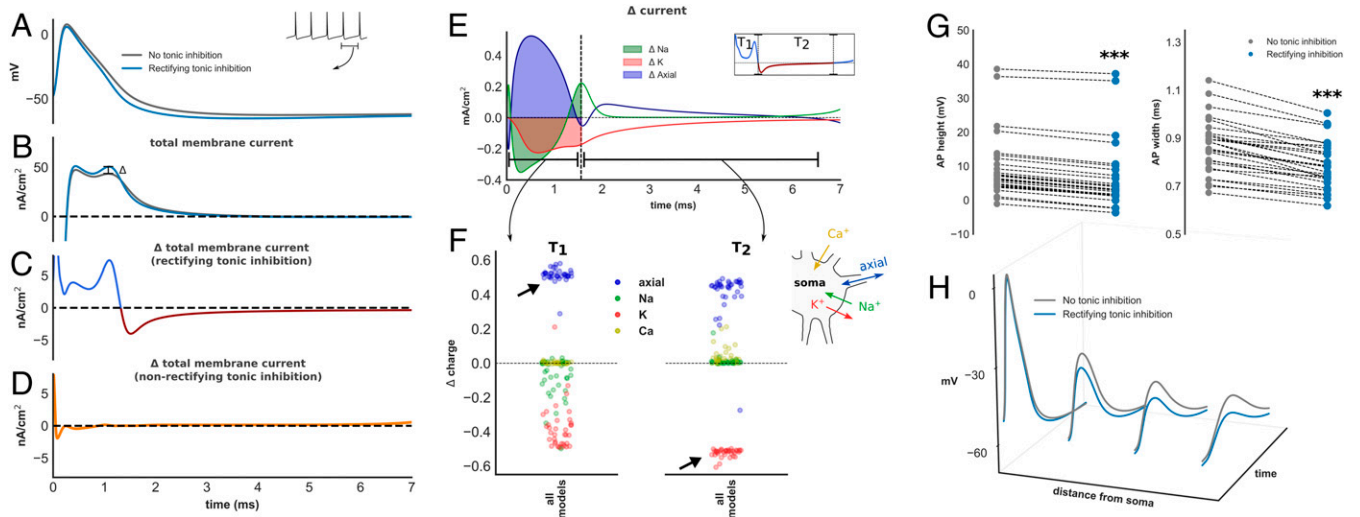 A
mV
0
−50
No tonic inhibition
Rectifying tonic inhibition
B
total membrane current
nA/cm²
50
0
Δ
C
Δ total membrane current
(rectifying tonic inhibition)
nA/cm²
5
0
−5
D
Δ total membrane current
(non-rectifying tonic inhibition)
nA/cm²
5
0
−5
0 1 2 3 4 5 6 7
time (ms)
E
Δ current
mA/cm²
0.4
0.2
0.0
−0.2
−0.4
Δ Na
Δ K
Δ Axial
T1
T2
0 1 2 3 4 5 6 7
time (ms)
F
T1
T2
Δ charge
0.6
0.4
0.2
0.0
−0.2
−0.4
−0.6
axial
Na
K
Ca
all
models
all
models
Ca⁺
axial
soma
K⁺
Na⁺
G
AP height (mV)
50
40
30
20
10
0
−10
No tonic inhibition
Rectifying tonic inhibition
***
AP width (ms)
1.3
1.1
0.9
0.7
0.5
No tonic inhibition
Rectifying tonic inhibition
***
H
No tonic inhibition
Rectifying tonic inhibition
mV
0
−30
−60
distance from soma
time